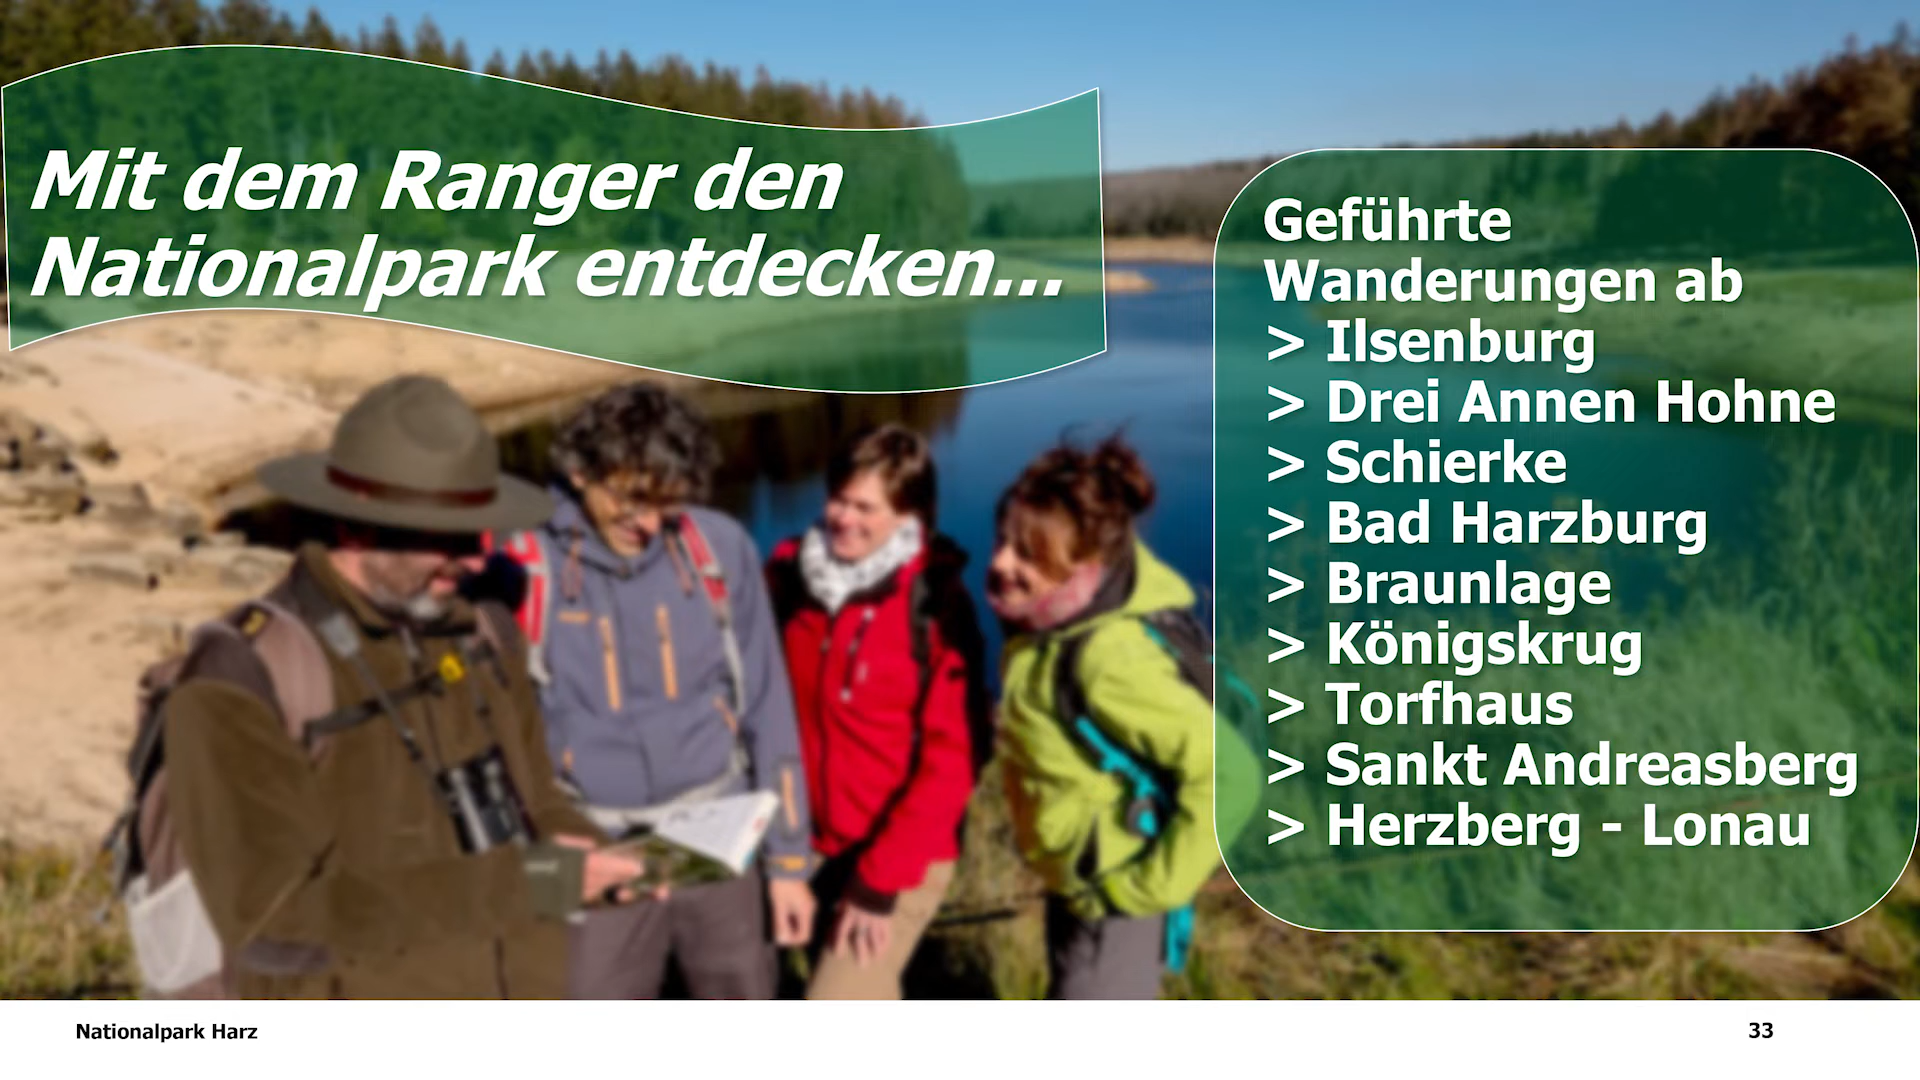 Mit dem Ranger den
Nationalpark entdecken...
Geführte
Wanderungen ab
> Ilsenburg
> Drei Annen Hohne
> Schierke
> Bad Harzburg
> Braunlage
> Königskrug
> Torfhaus
> Sankt Andreasberg
> Herzberg - Lonau
Nationalpark Harz
33